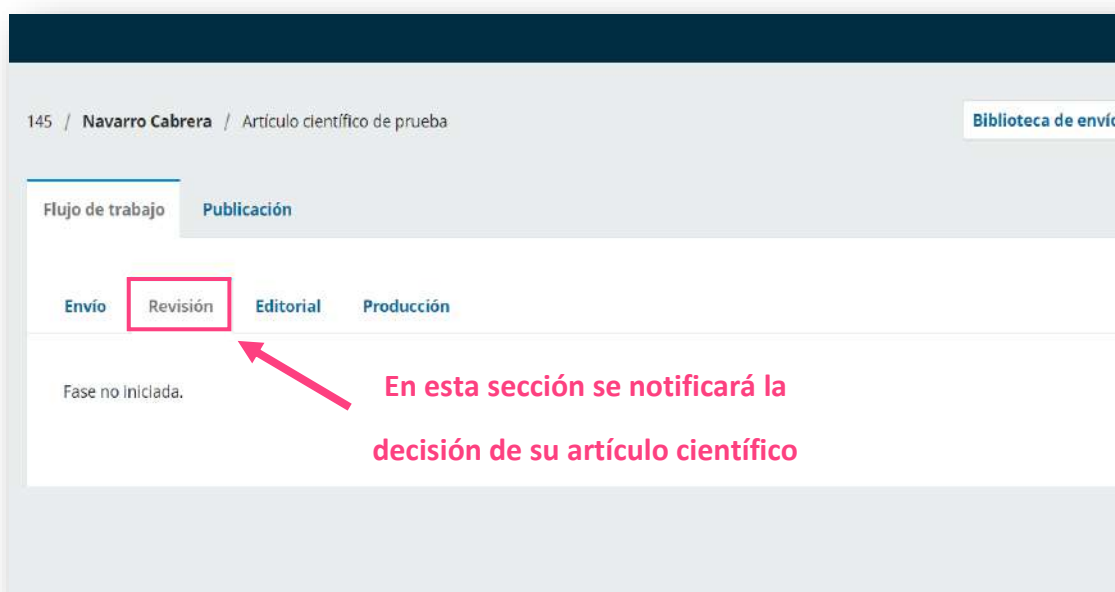 145 / Navarro Cabrera / Artículo científico de prueba
Biblioteca de envío
Flujo de trabajo
Publicación
Envío
Revisión
Editorial
Producción
Fase no iniciada.
En esta sección se notificará la
decisión de su artículo científico